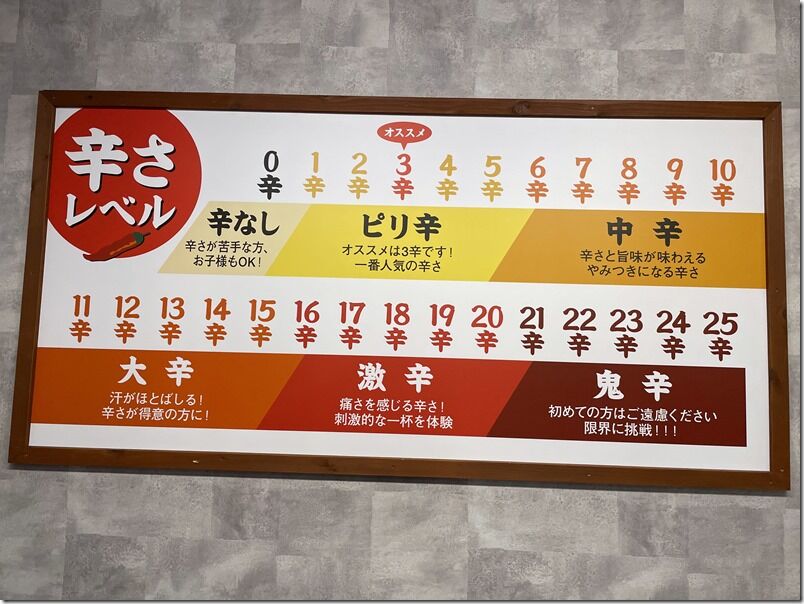 辛さ
レベル
オススメ
0 1 2 3 4 5 6 7 8 9 10
辛 辛 辛 辛 辛 辛 辛 辛 辛 辛 辛
辛なし
辛さが苦手な方、
お子様もOK!
ピリ辛
オススメは3辛です!
一番人気の辛さ
中辛
辛さと旨味が味わえる
やみつきになる辛さ
11 12 13 14 15 16 17 18 19 20 21 22 23 24 25
辛 辛 辛 辛 辛 辛 辛 辛 辛 辛 辛 辛 辛 辛 辛
大辛
汗がほとばしる!
辛さが得意の方に!
激辛
痛さを感じる辛さ!
刺激的な一杯を体験
鬼辛
初めての方はご遠慮ください
限界に挑戦!!!